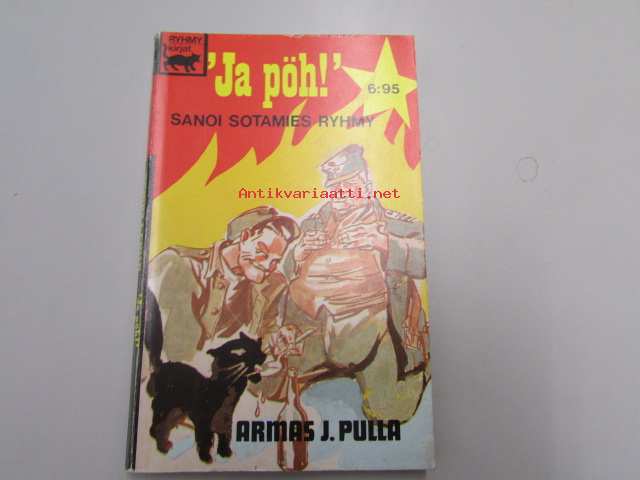 RYHMY
kirjat
'Ja pöh!'
6:95
SANOI SOTAMIES RYHMY
Antikvariaatti.net
ARMAS J. PULLA